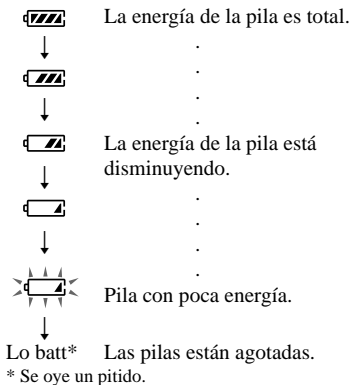 La energía de la pila es total.
.
.
.
.
La energía de la pila está
disminuyendo.
.
.
.
.
Pila con poca energía.
Lo batt* Las pilas están agotadas.
* Se oye un pitido.